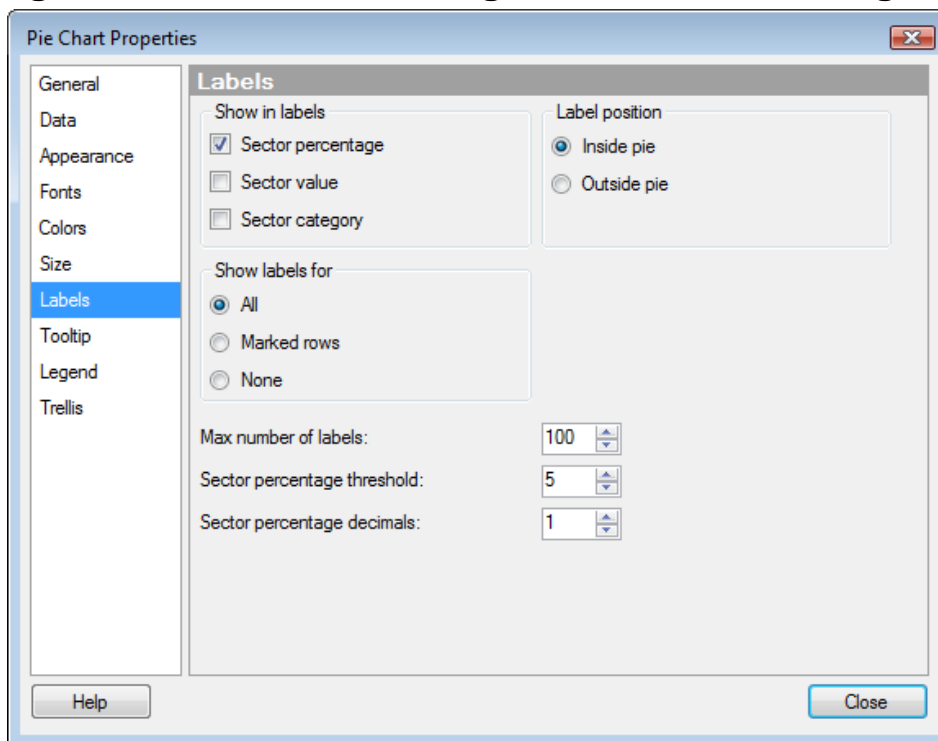 Pie Chart Properties
General
Data
Appearance
Fonts
Colors
Size
Labels
Tooltip
Legend
Trellis
Labels
Show in labels
Sector percentage
Sector value
Sector category
Label position
Inside pie
Outside pie
Show labels for
All
Marked rows
None
Max number of labels: 100
Sector percentage threshold: 5
Sector percentage decimals: 1
Help
Close